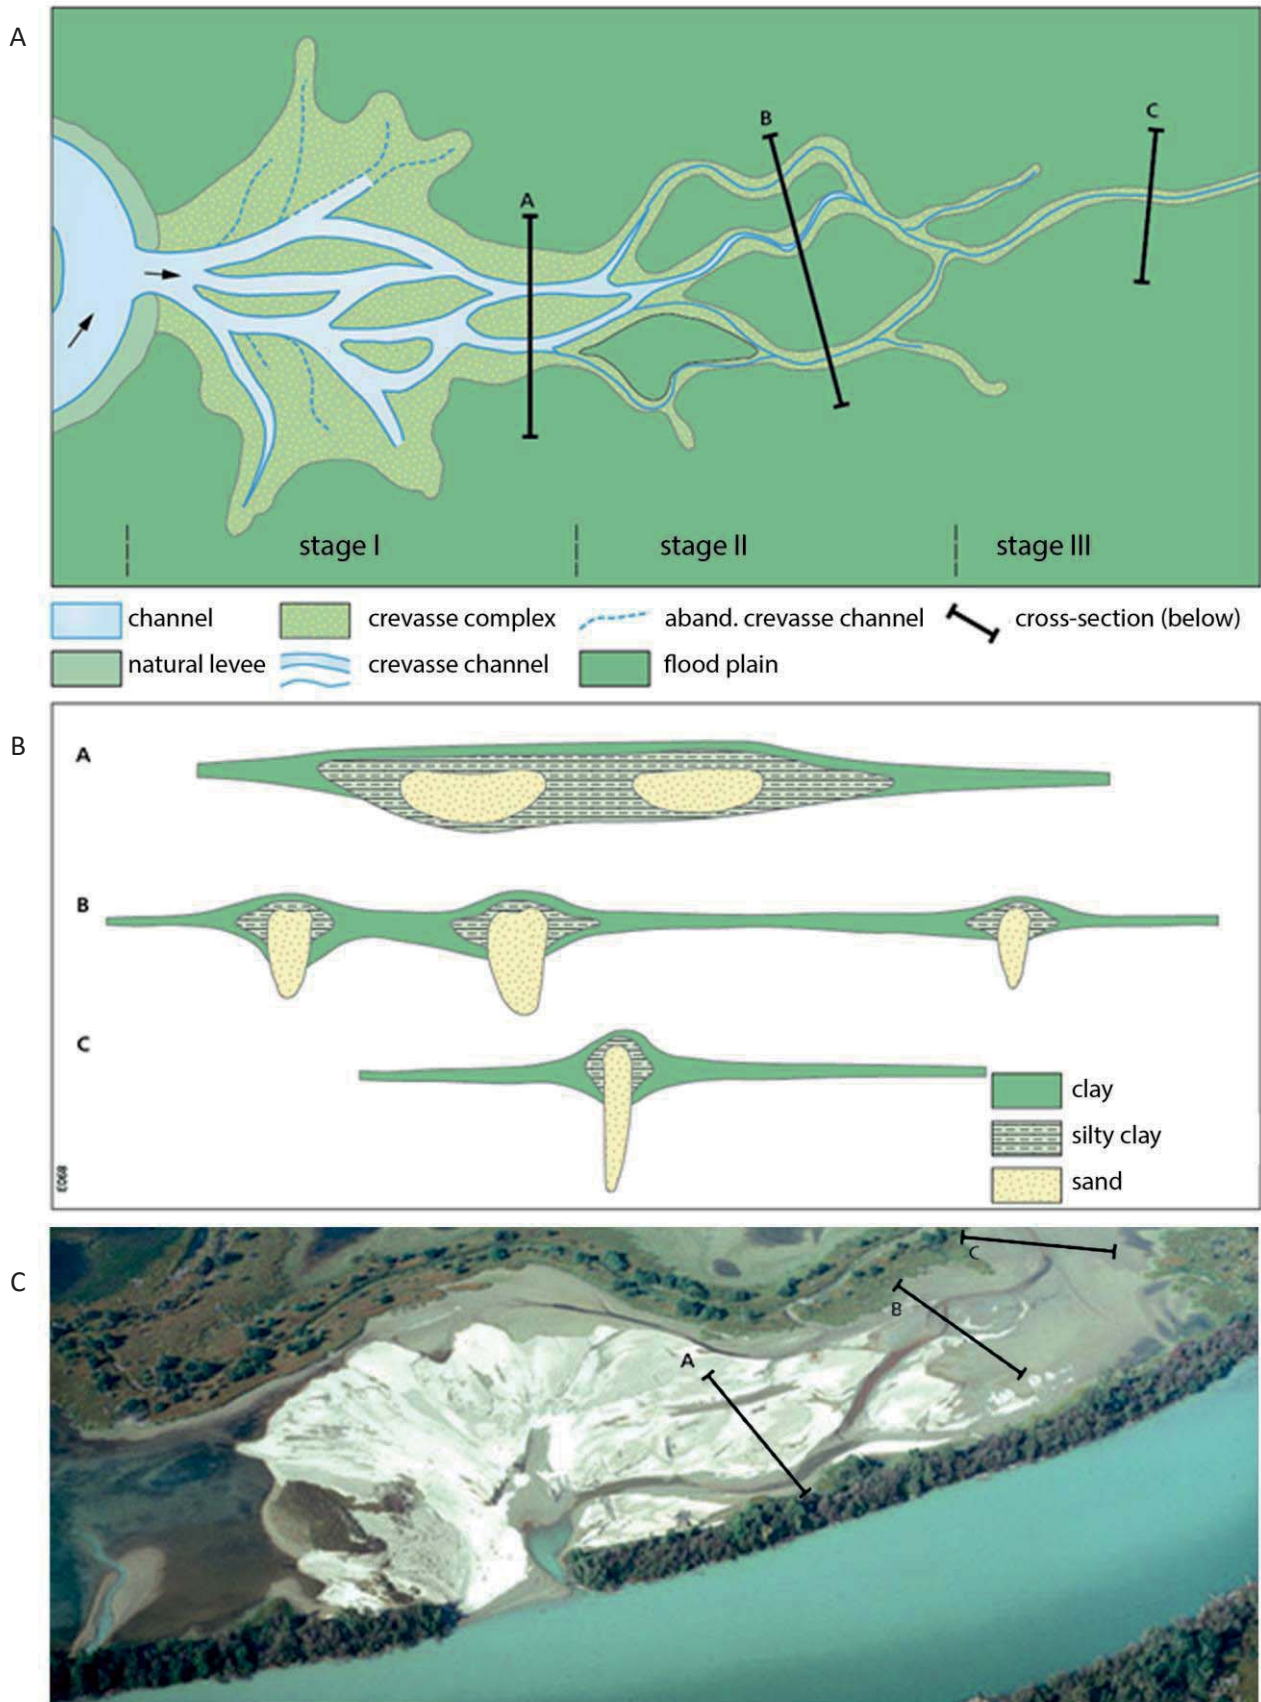 A
A
B
C
stage I
stage II
stage III
channel
crevasse complex
aband. crevasse channel
cross-section (below)
natural levee
crevasse channel
flood plain
B
A
B
C
clay
silty clay
sand
E068
C
A
B
C